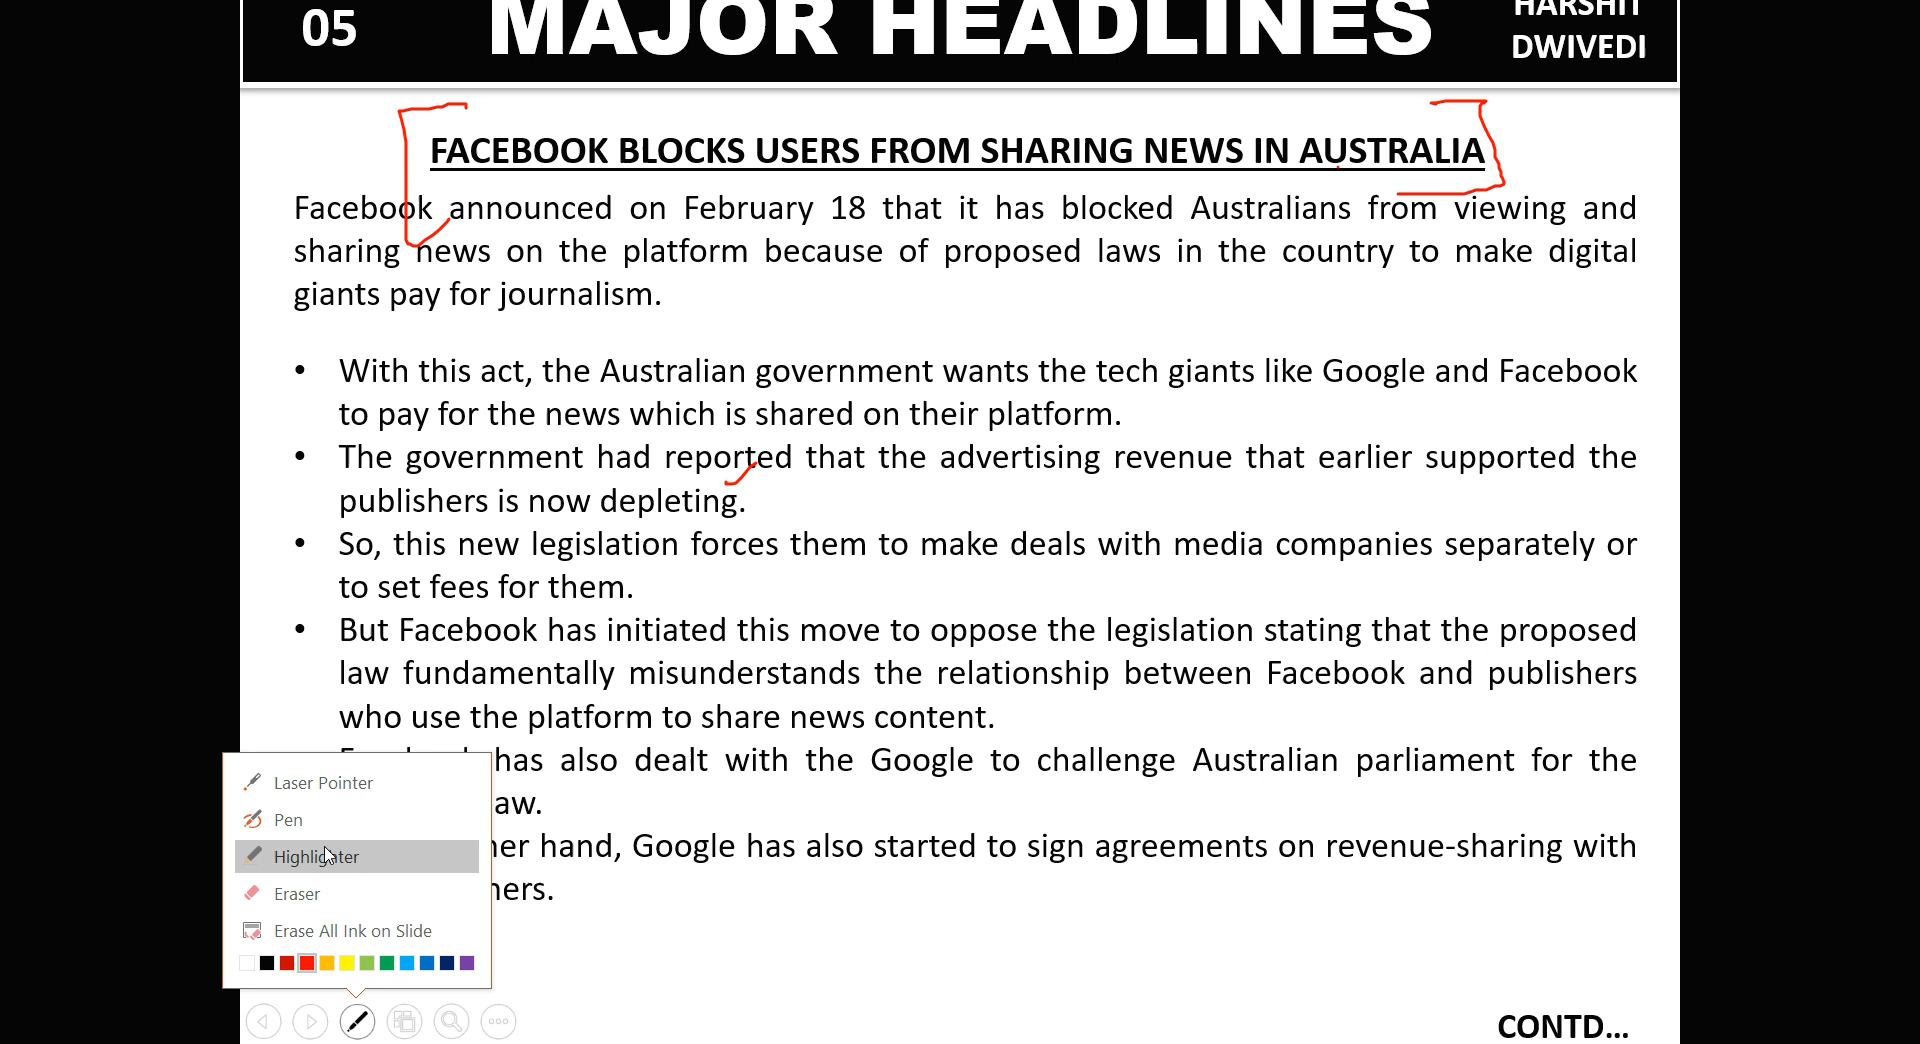 05
MAJOR HEADLINES
HARSHIT
DWIVEDI
FACEBOOK BLOCKS USERS FROM SHARING NEWS IN AUSTRALIA
Facebook announced on February 18 that it has blocked Australians from viewing and
sharing news on the platform because of proposed laws in the country to make digital
giants pay for journalism.
• With this act, the Australian government wants the tech giants like Google and Facebook
to pay for the news which is shared on their platform.
• The government had reported that the advertising revenue that earlier supported the
publishers is now depleting.
• So, this new legislation forces them to make deals with media companies separately or
to set fees for them.
• But Facebook has initiated this move to oppose the legislation stating that the proposed
law fundamentally misunderstands the relationship between Facebook and publishers
who use the platform to share news content.
has also dealt with the Google to challenge Australian parliament for the
hand, Google has also started to sign agreements on revenue-sharing with
Laser Pointer
Pen
Highlighter
Eraser
Erase All Ink on Slide
CONTD...